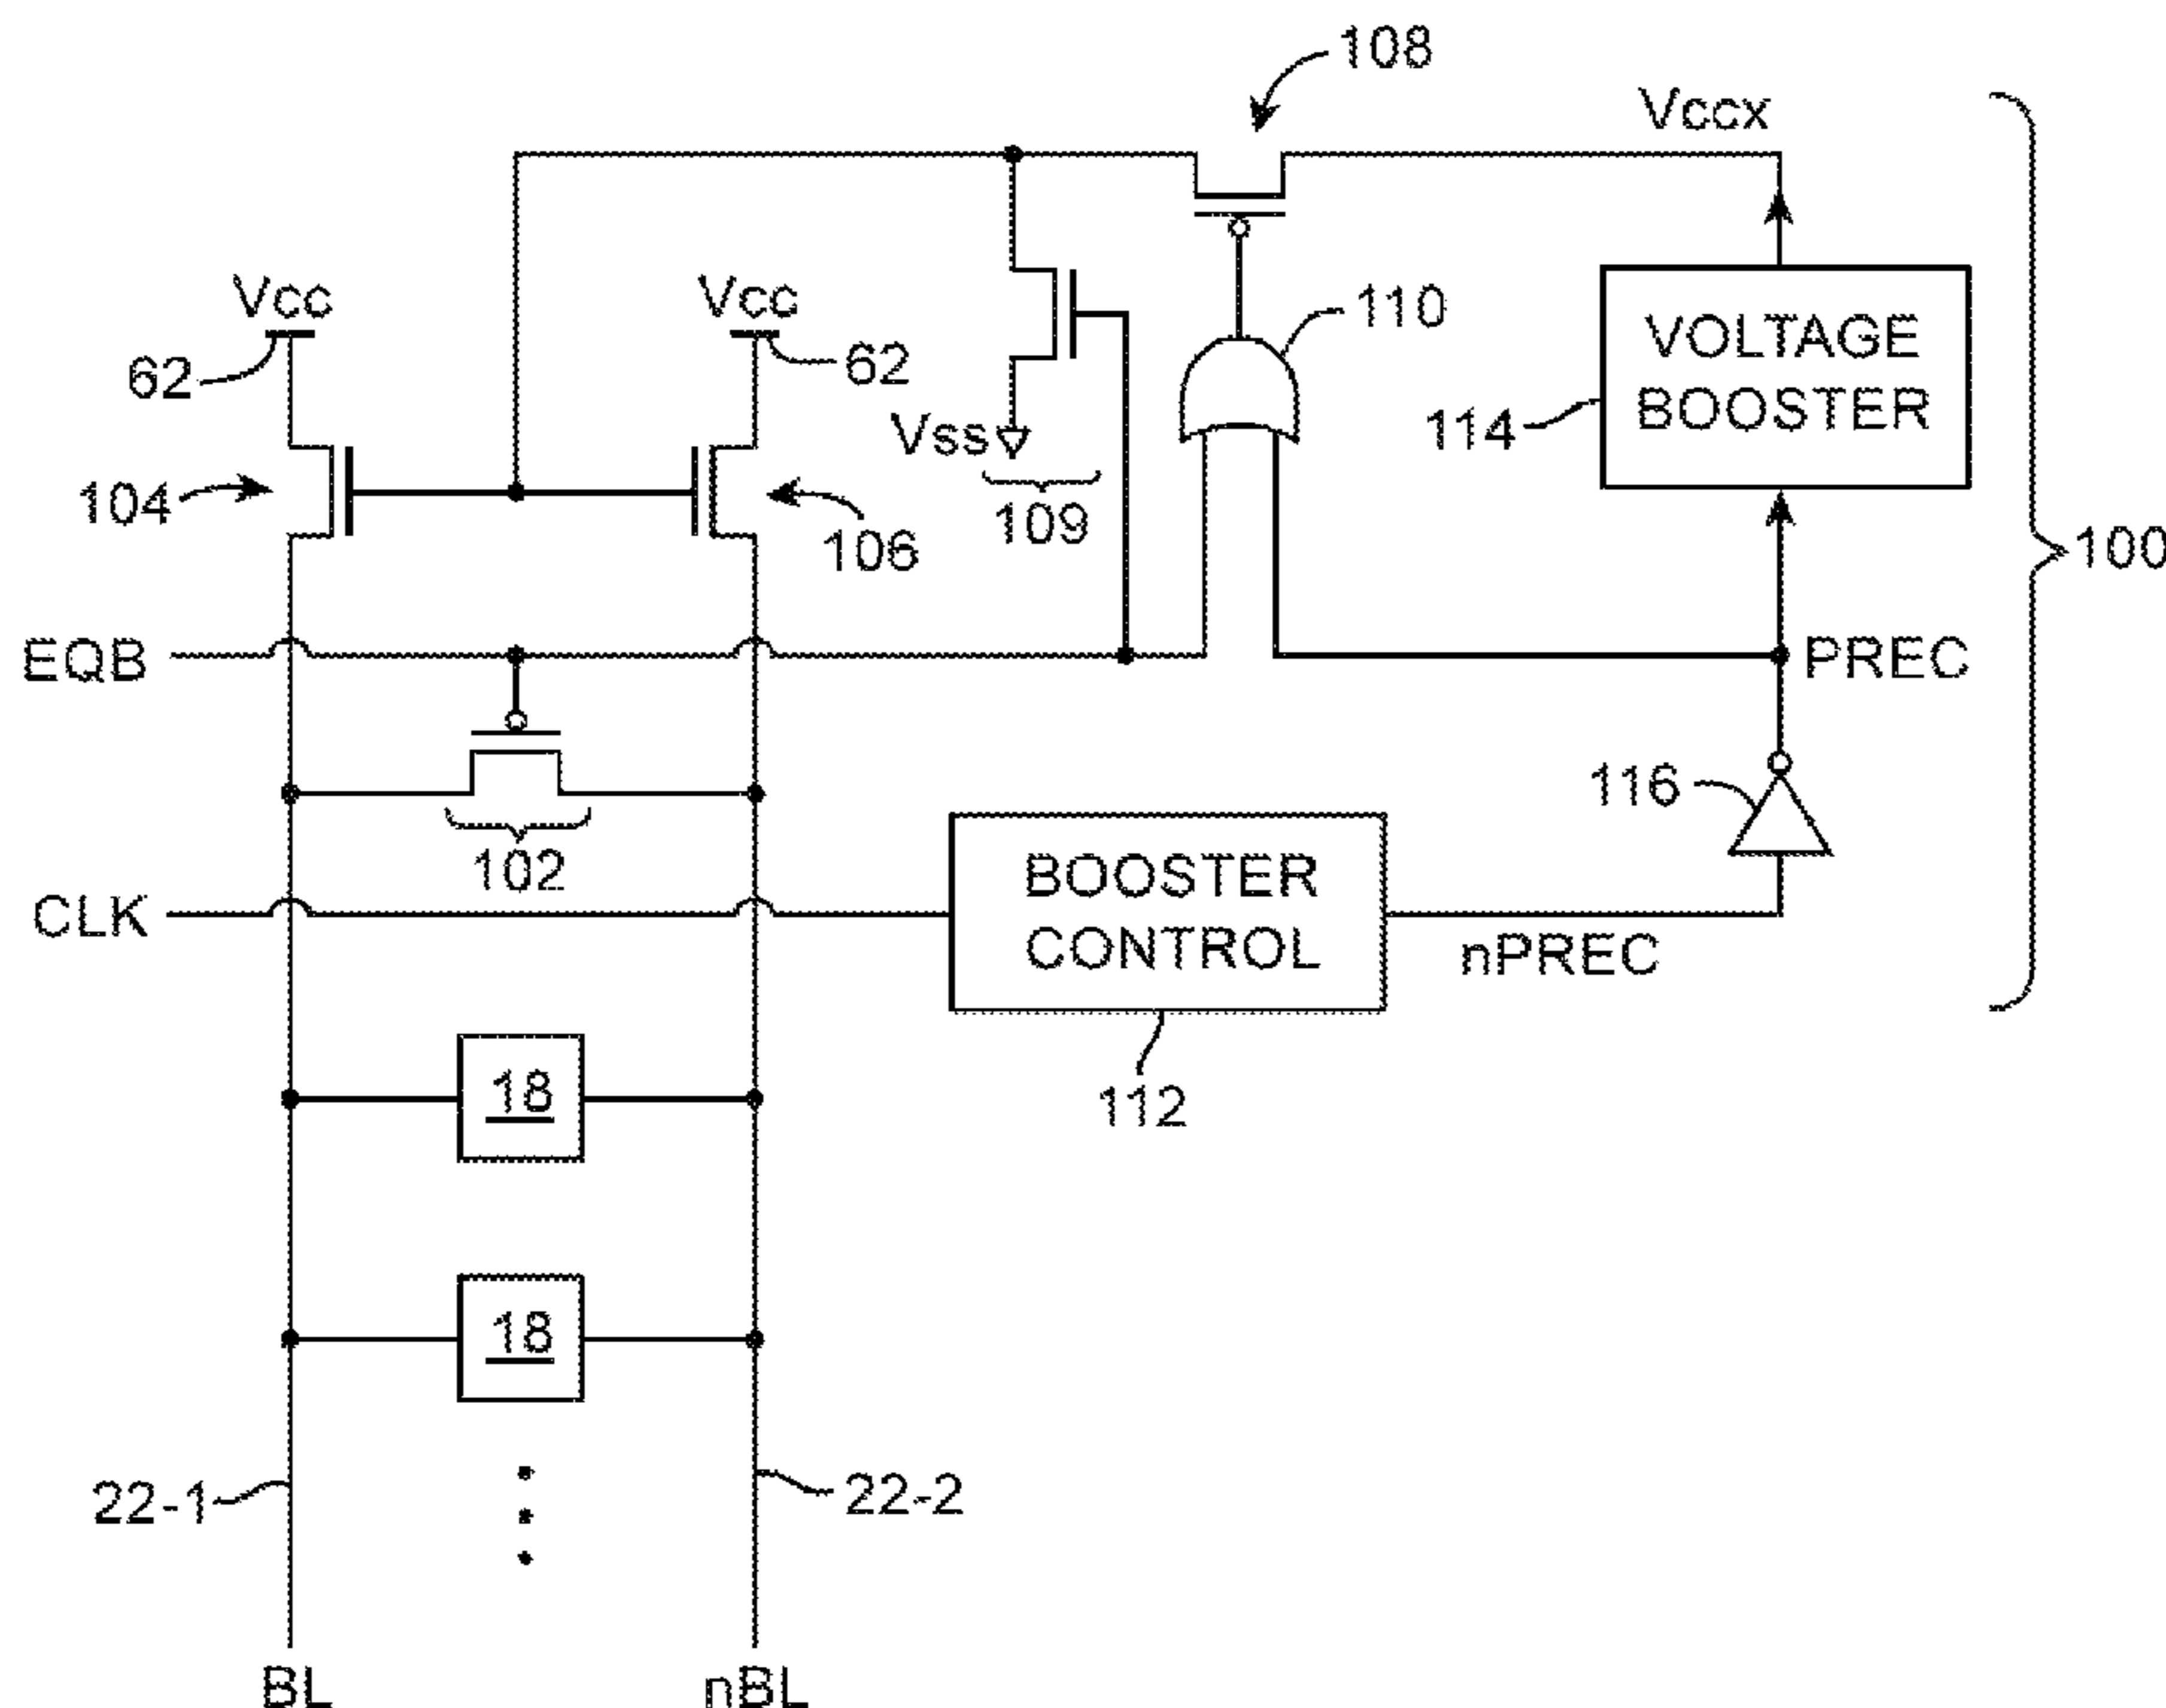 108
Vccx
Vcc
Vcc
62
62
110
VOLTAGE
BOOSTER
114
Vss
109
104
106
100
EQB
PREC
102
116
CLK
BOOSTER
CONTROL
nPREC
18
112
18
22-1
22-2
BL
nBL